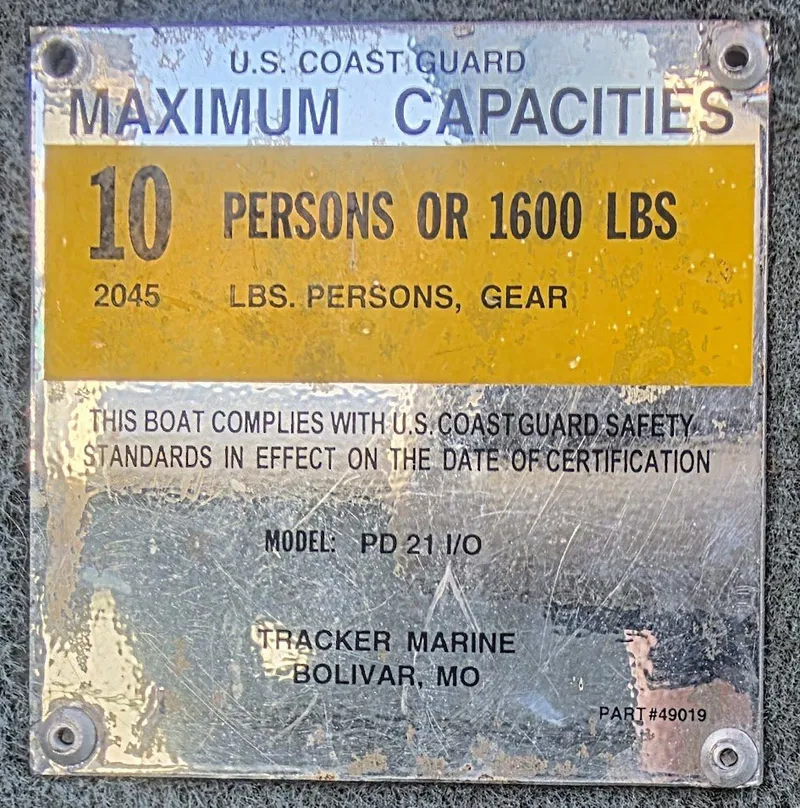 U.S. COAST GUARD
MAXIMUM CAPACITIES
10 PERSONS OR 1600 LBS
2045 LBS. PERSONS, GEAR
THIS BOAT COMPLIES WITH U.S. COAST GUARD SAFETY
STANDARDS IN EFFECT ON THE DATE OF CERTIFICATION
MODEL: PD 21 I/O
TRACKER MARINE
BOLIVAR, MO
PART #49019